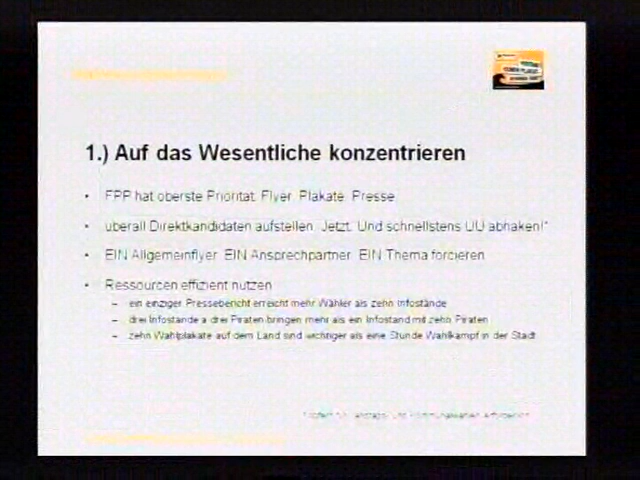 1.) Auf das Wesentliche konzentrieren
• FPP hat oberste Priorität. Flyer. Plakate. Presse.
• überall Direktkandidaten aufstellen. Jetzt. Und schnellstens UU abhaken!*
• EIN Allgemeinflyer. EIN Ansprechpartner. EIN Thema forcieren.
• Ressourcen effizient nutzen
– ein einziger Pressebericht erreicht mehr Wähler als zehn Infostände
– drei Infostände a drei Piraten bringen mehr als ein Infostand mit zehn Piraten
– zehn Wahlplakate auf dem Land sind wichtiger als eine Stunde Wahlkampf in der Stadt
und Kommunalwahlen erforderlich